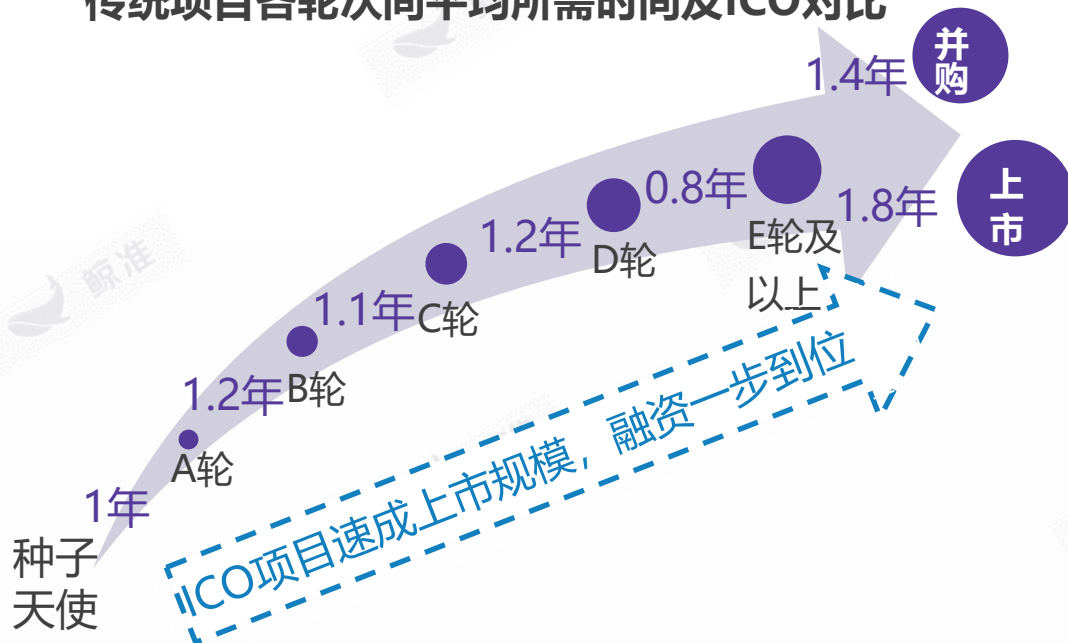 传统项目各轮次间平均所需时间及ICO对比
并
购
1.4年
上
市
1.8年
0.8年
E轮及
以上
1.2年
D轮
1.1年
C轮
1.2年
B轮
A轮
1年
种子
天使
ICO项目速成上市规模，融资一步到位
鲸准